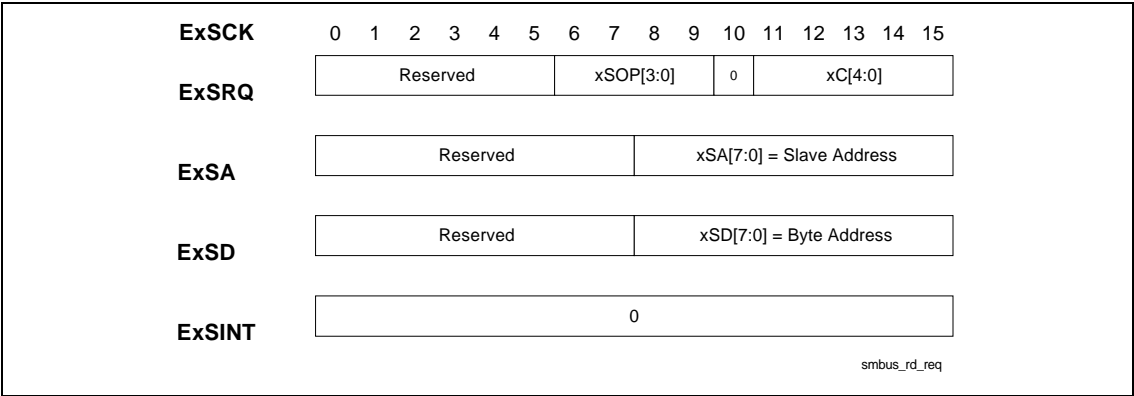 ExSCK 0 1 2 3 4 5 6 7 8 9 10 11 12 13 14 15
ExSRQ Reserved xSOP[3:0] 0 xC[4:0]
ExSA Reserved xSA[7:0] = Slave Address
ExSD Reserved xSD[7:0] = Byte Address
ExSINT 0
smbus_rd_req